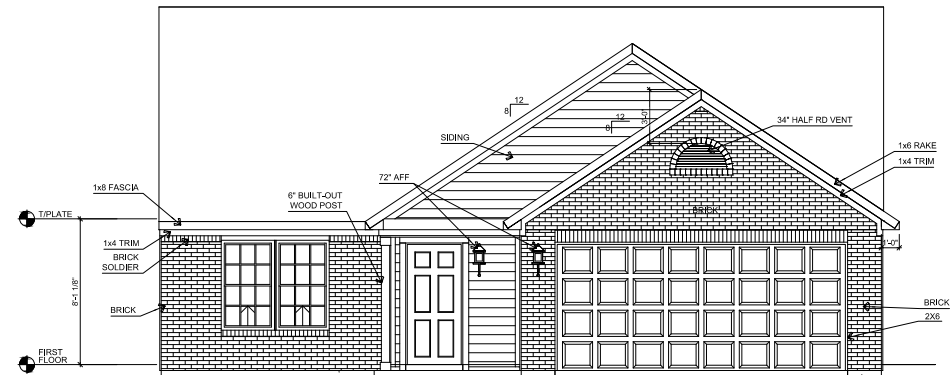 12
8
12
8
3'-0"
34" HALF RD VENT
SIDING
1x6 RAKE
1x4 TRIM
72" AFF
1x8 FASCIA
6" BUILT-OUT
WOOD POST
BRICK
T/PLATE
1x4 TRIM
BRICK
SOLDIER
1'-0"
8'-1 1/8"
BRICK
BRICK
2X6
FIRST
FLOOR